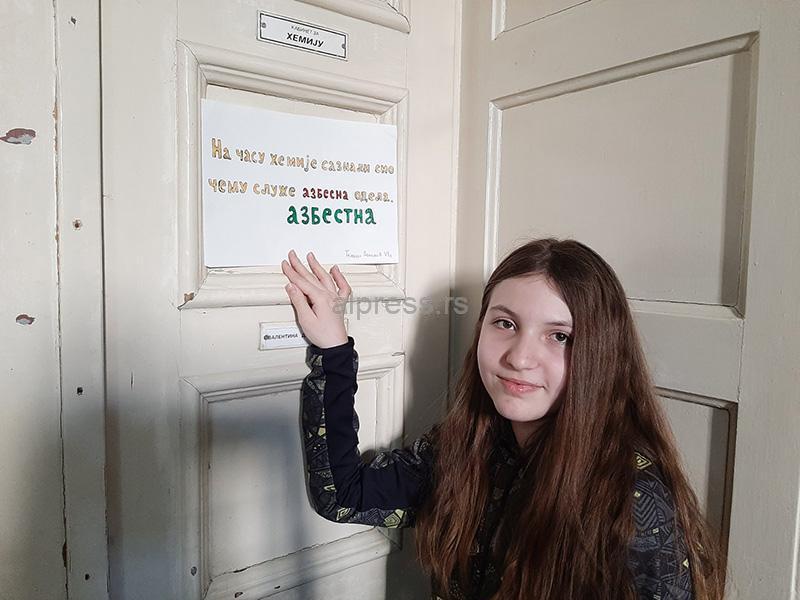 КАБИНЕТ ЗА
ХЕМИЈУ
На часу хемије сазнали смо
чему служе азбесна одела.
АЗБЕСТНА
ВАЛЕНТИНА
alpress.rs